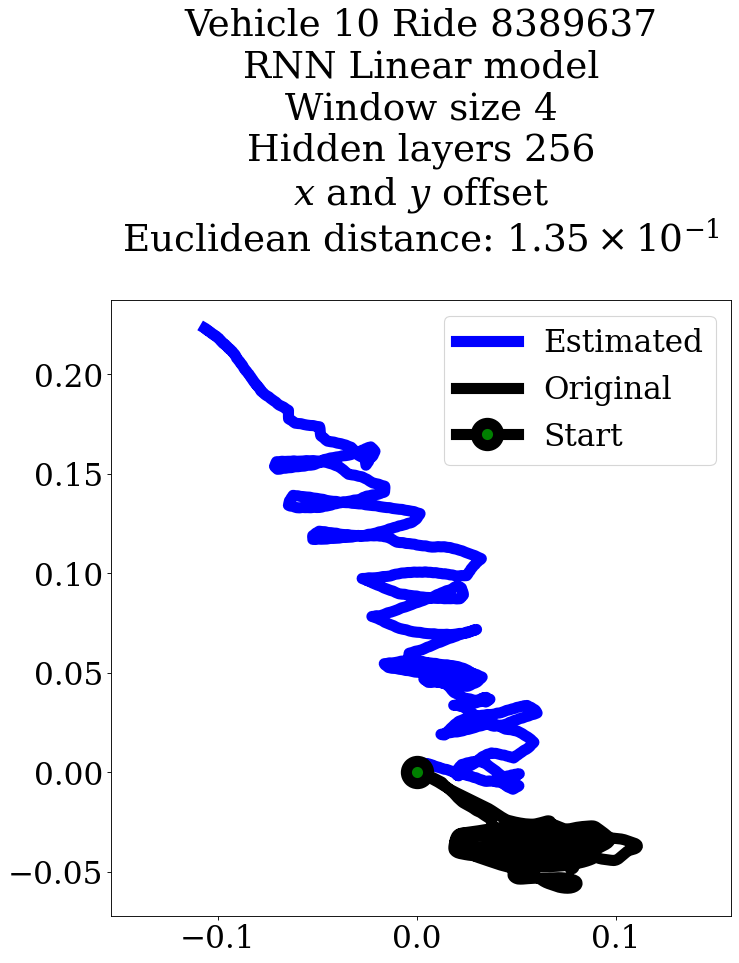 Vehicle 10 Ride 8389637
RNN Linear model
Window size 4
Hidden layers 256
x and y offset
Euclidean distance: 1.35 × 10⁻¹
Estimated
Original
Start
0.20
0.15
0.10
0.05
0.00
−0.05
−0.1 0.0 0.1